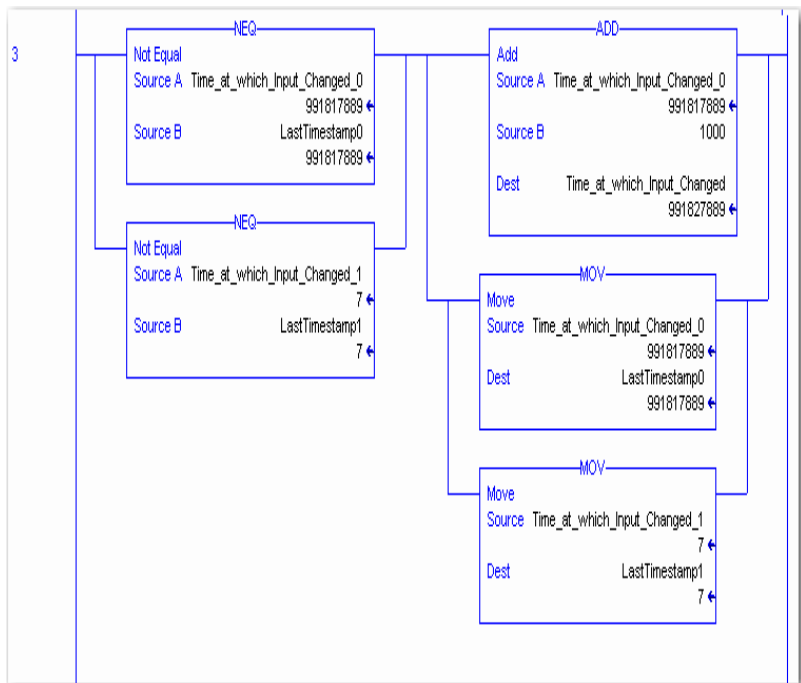 3
NEQ
Not Equal
Source A Time_at_which_Input_Changed_0
991817889
Source B LastTimestamp0
991817889
NEQ
Not Equal
Source A Time_at_which_Input_Changed_1
7
Source B LastTimestamp1
7
ADD
Add
Source A Time_at_which_Input_Changed_0
991817889
Source B 1000
Dest Time_at_which_Input_Changed
991827889
MOV
Move
Source Time_at_which_Input_Changed_0
991817889
Dest LastTimestamp0
991817889
MOV
Move
Source Time_at_which_Input_Changed_1
7
Dest LastTimestamp1
7